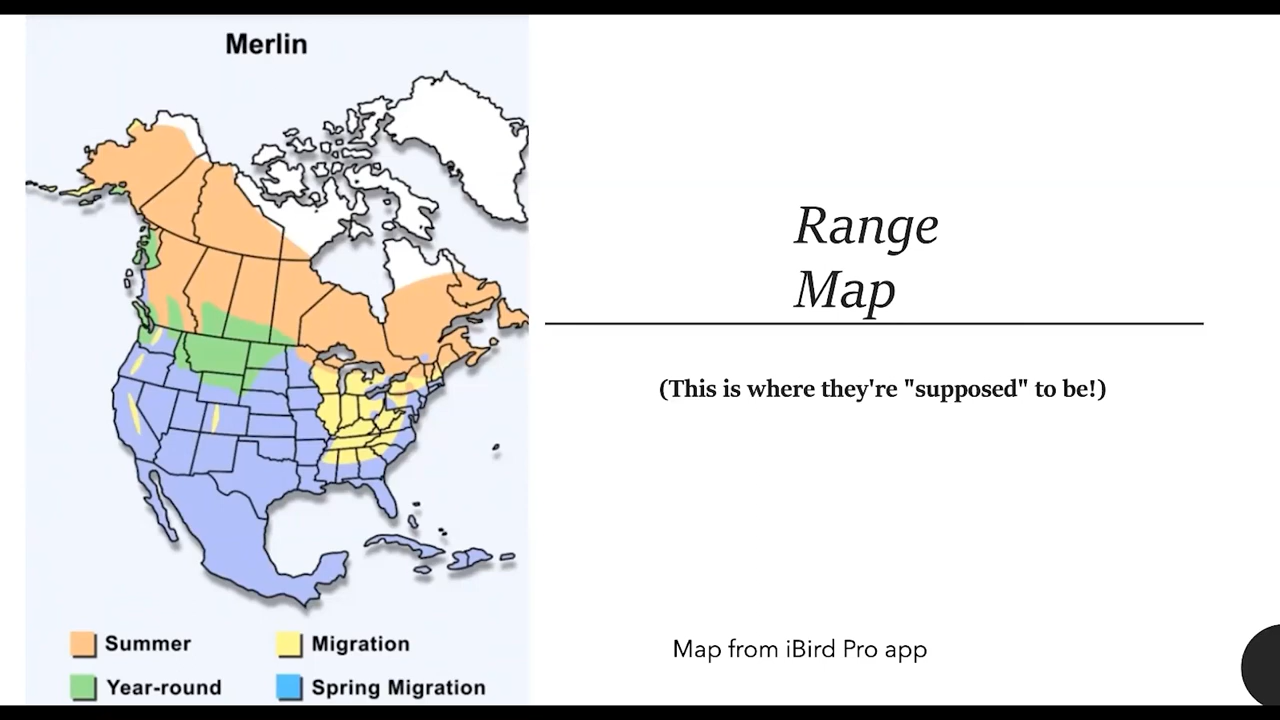 Merlin
Range
Map
(This is where they're "supposed" to be!)
Summer
Migration
Year-round
Spring Migration
Map from iBird Pro app